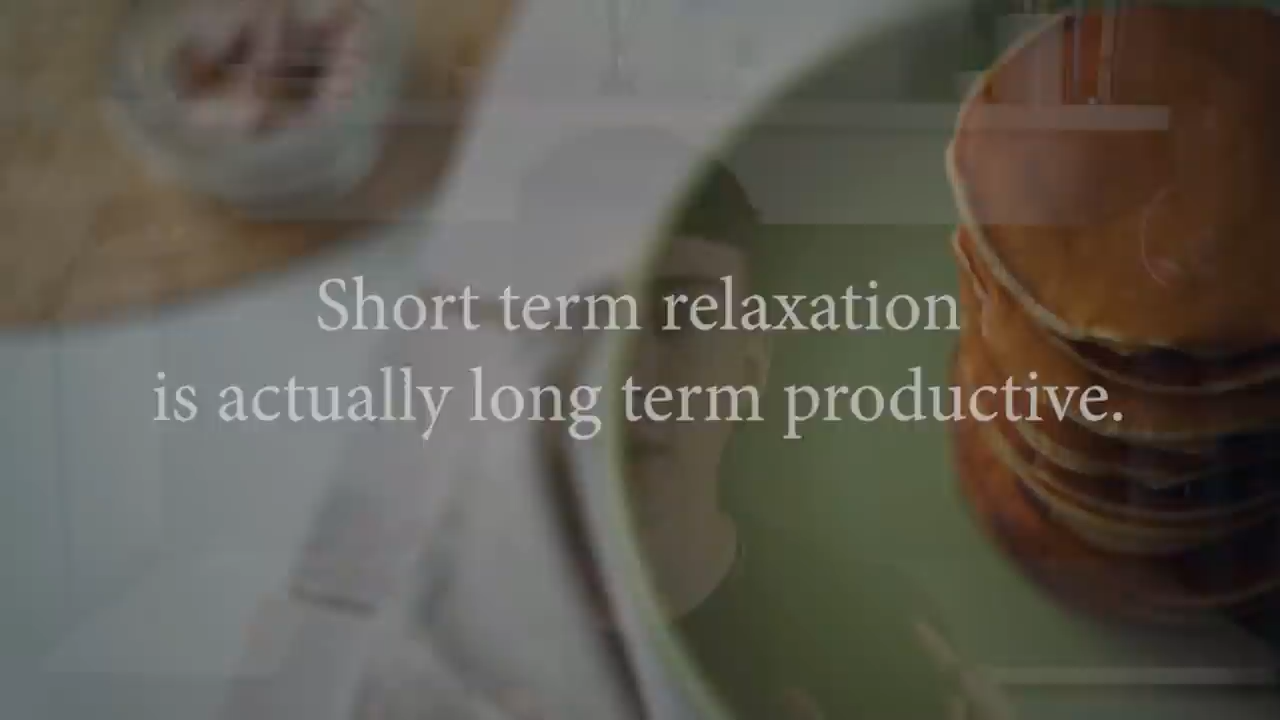 Short term relaxation
is actually long term productive.